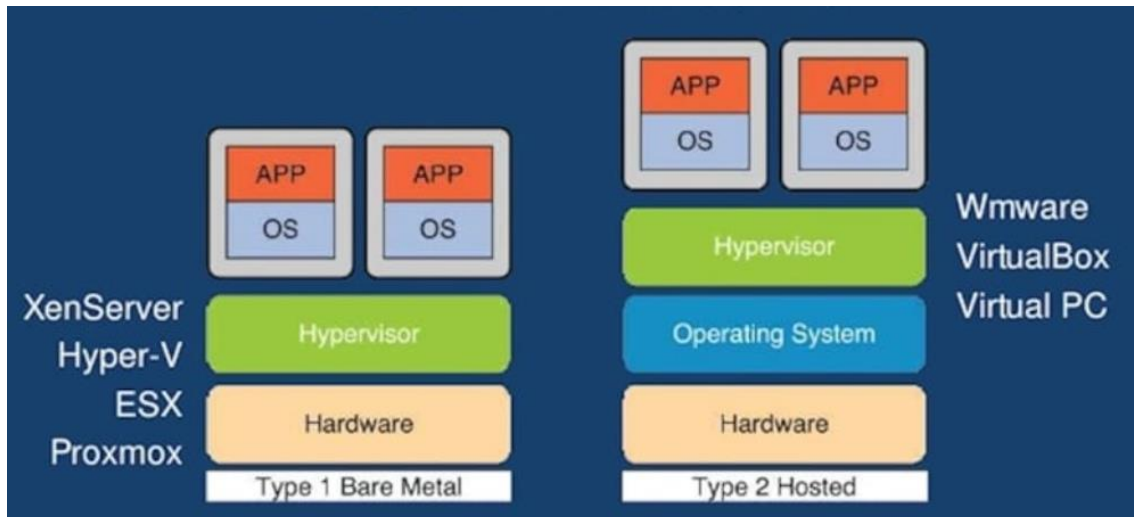 XenServer
Hyper-V
ESX
Proxmox
APP
OS
APP
OS
Hypervisor
Hardware
Type 1 Bare Metal
APP
OS
APP
OS
Hypervisor
Operating System
Hardware
Type 2 Hosted
Wmware
VirtualBox
Virtual PC